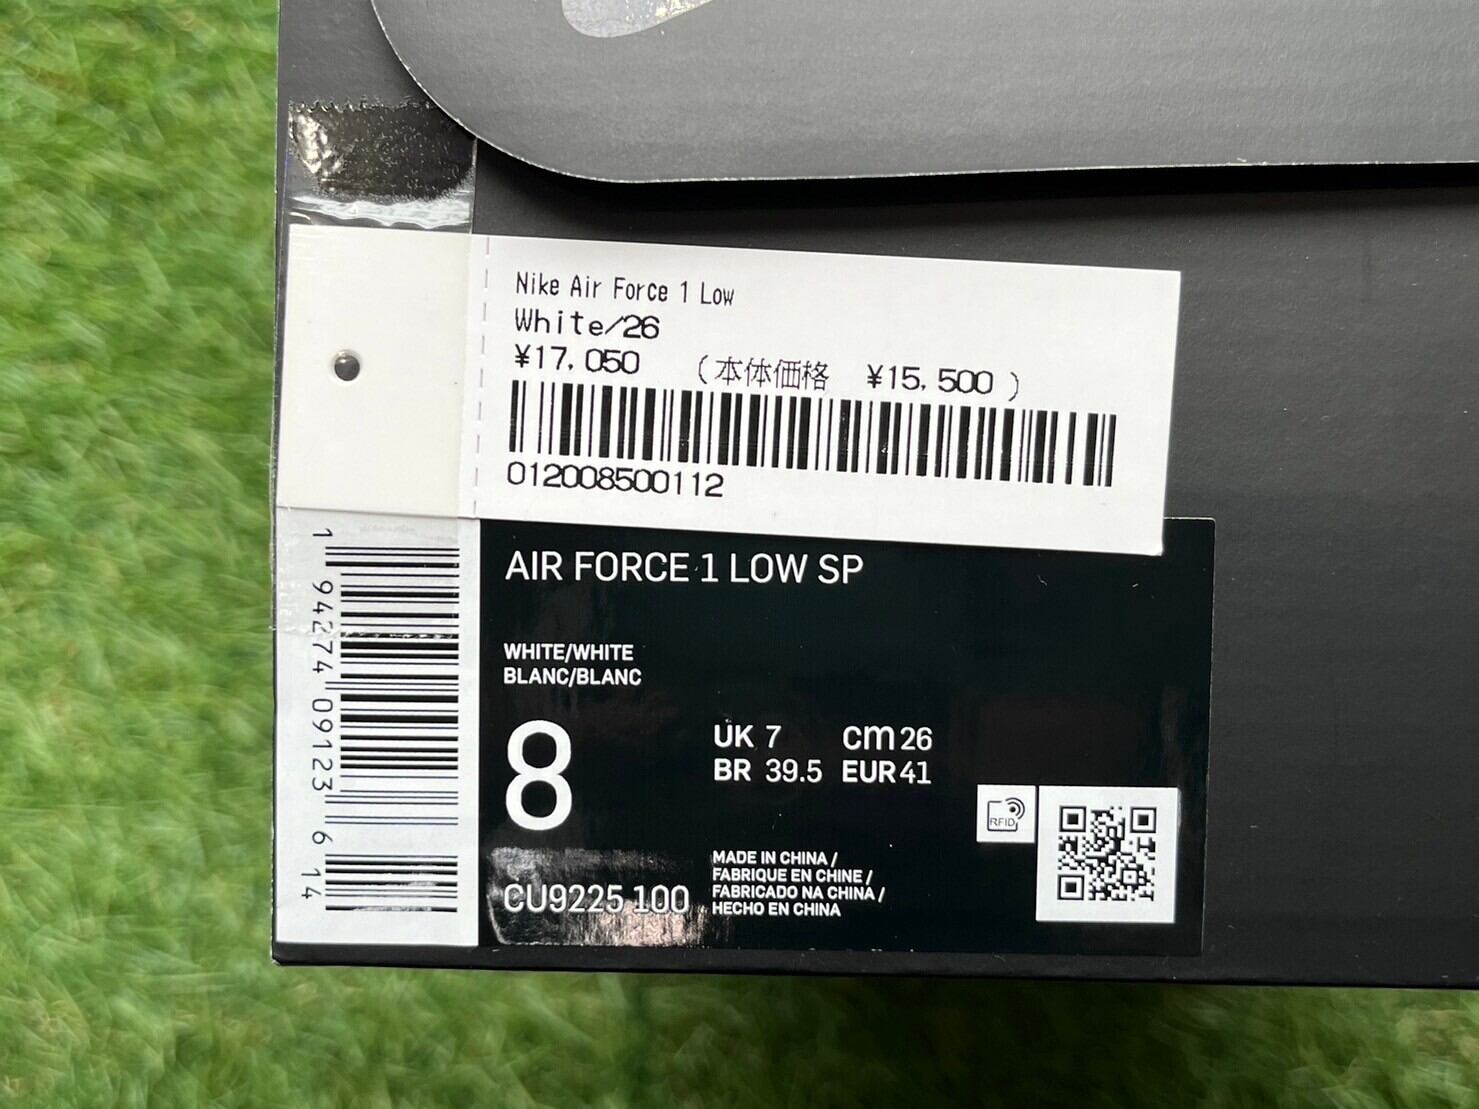 Nike Air Force 1 Low
White/26
¥17,050 (本体価格 ¥15,500 )
012008500112
AIR FORCE 1 LOW SP
WHITE/WHITE
BLANC/BLANC
8
UK 7 cm 26
BR 39.5 EUR 41
CU9225 100
MADE IN CHINA /
FABRIQUE EN CHINE /
FABRICADO NA CHINA /
HECHO EN CHINA
RFID
1 94274 09123 6 14